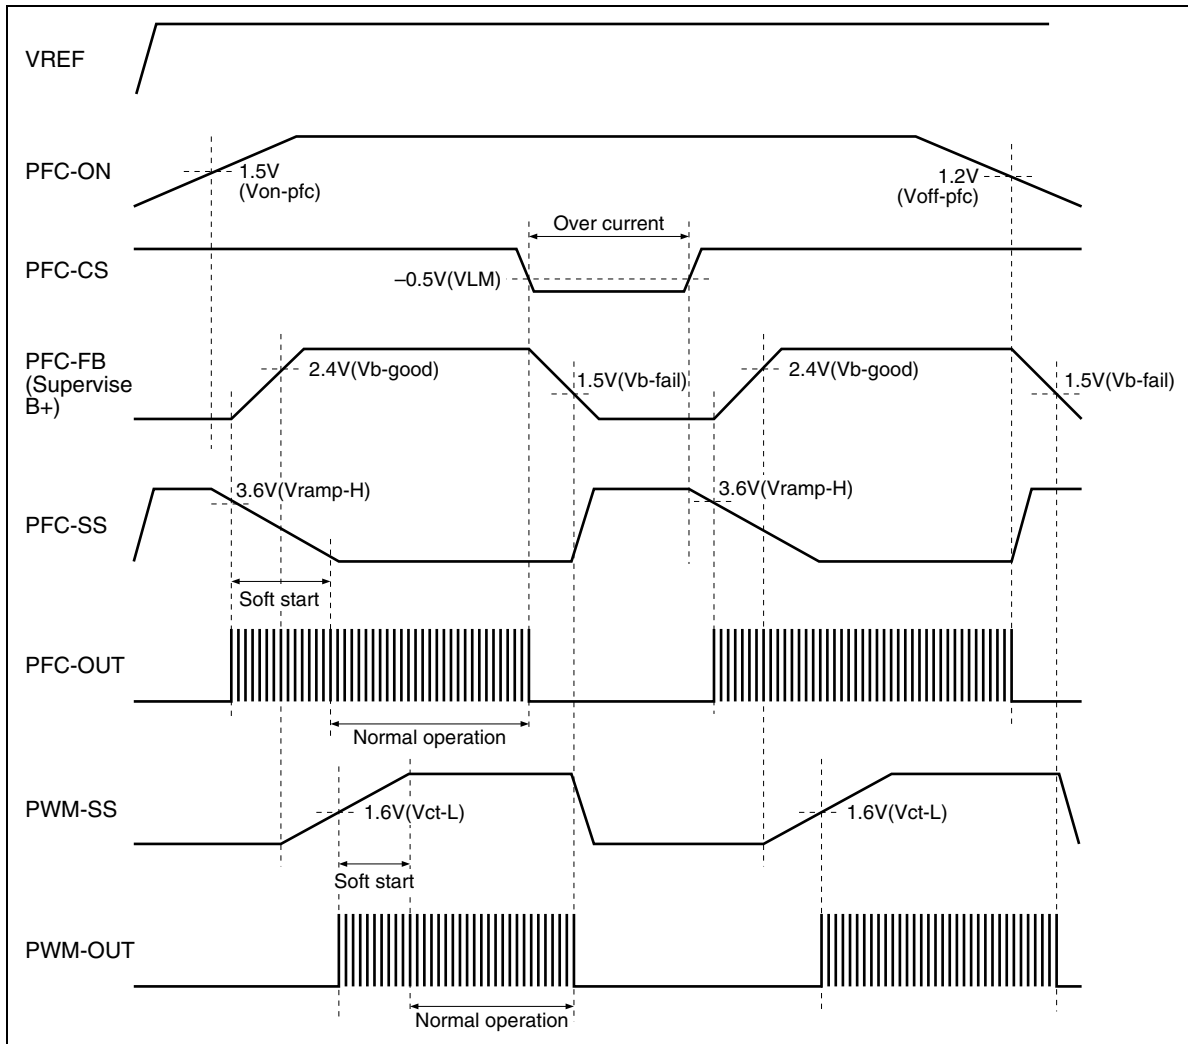 VREF
PFC-ON
1.5V
(Von-pfc)
1.2V
(Voff-pfc)
Over current
PFC-CS
–0.5V(VLM)
PFC-FB
(Supervise
B+)
2.4V(Vb-good)
1.5V(Vb-fail)
2.4V(Vb-good)
1.5V(Vb-fail)
PFC-SS
3.6V(Vramp-H)
3.6V(Vramp-H)
Soft start
PFC-OUT
Normal operation
PWM-SS
1.6V(Vct-L)
1.6V(Vct-L)
Soft start
PWM-OUT
Normal operation